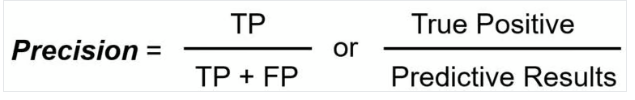 Precision = TP / TP + FP or True Positive / Predictive Results